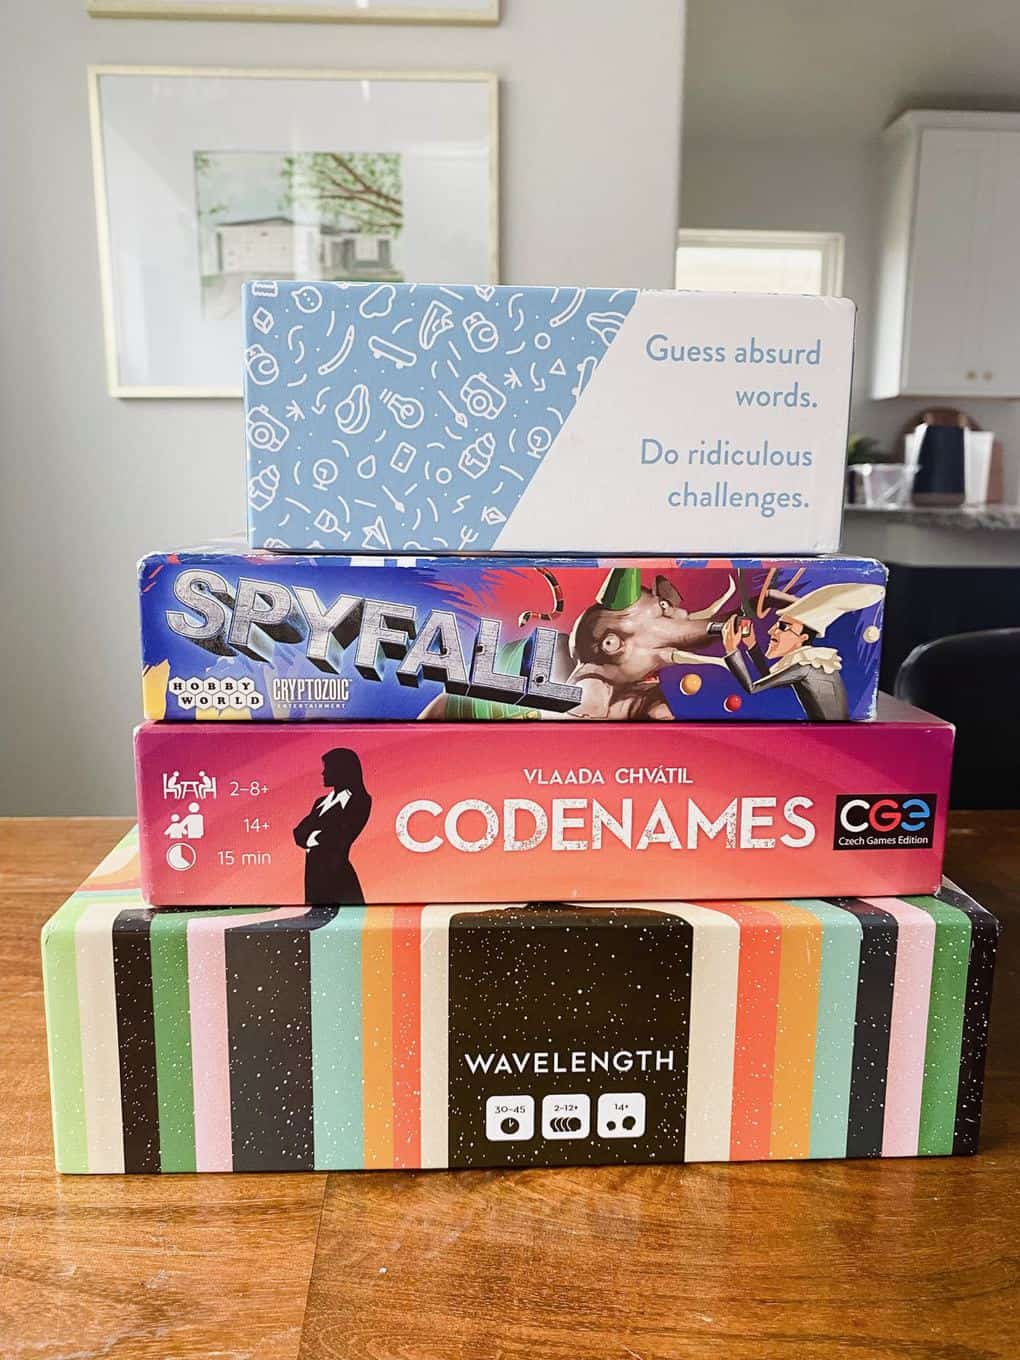 Guess absurd
words.
Do ridiculous
challenges.
SPYFALL
HOBBY
WORLD
CRYPTOZOIC
ENTERTAINMENT
2–8+
14+
15 min
VLAADA CHVÁTIL
CODENAMES
CGE
Czech Games Edition
WAVELENGTH
30-45
2-12+
14+